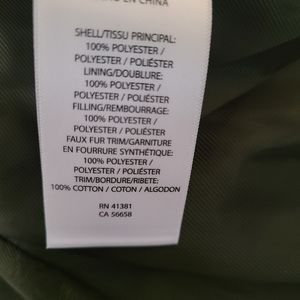 EN CHINA
SHELL/TISSU PRINCIPAL:
100% POLYESTER /
POLYESTER / POLIÉSTER
LINING/DOUBLURE:
100% POLYESTER /
POLYESTER / POLIÉSTER
FILLING/REMBOURRAGE:
100% POLYESTER /
POLYESTER / POLIÉSTER
FAUX FUR TRIM/GARNITURE
EN FOURRURE SYNTHÉTIQUE:
100% POLYESTER /
POLYESTER / POLIÉSTER
TRIM/BORDURE/RIBETE:
100% COTTON / COTON / ALGODON
RN 41381
CA 56658